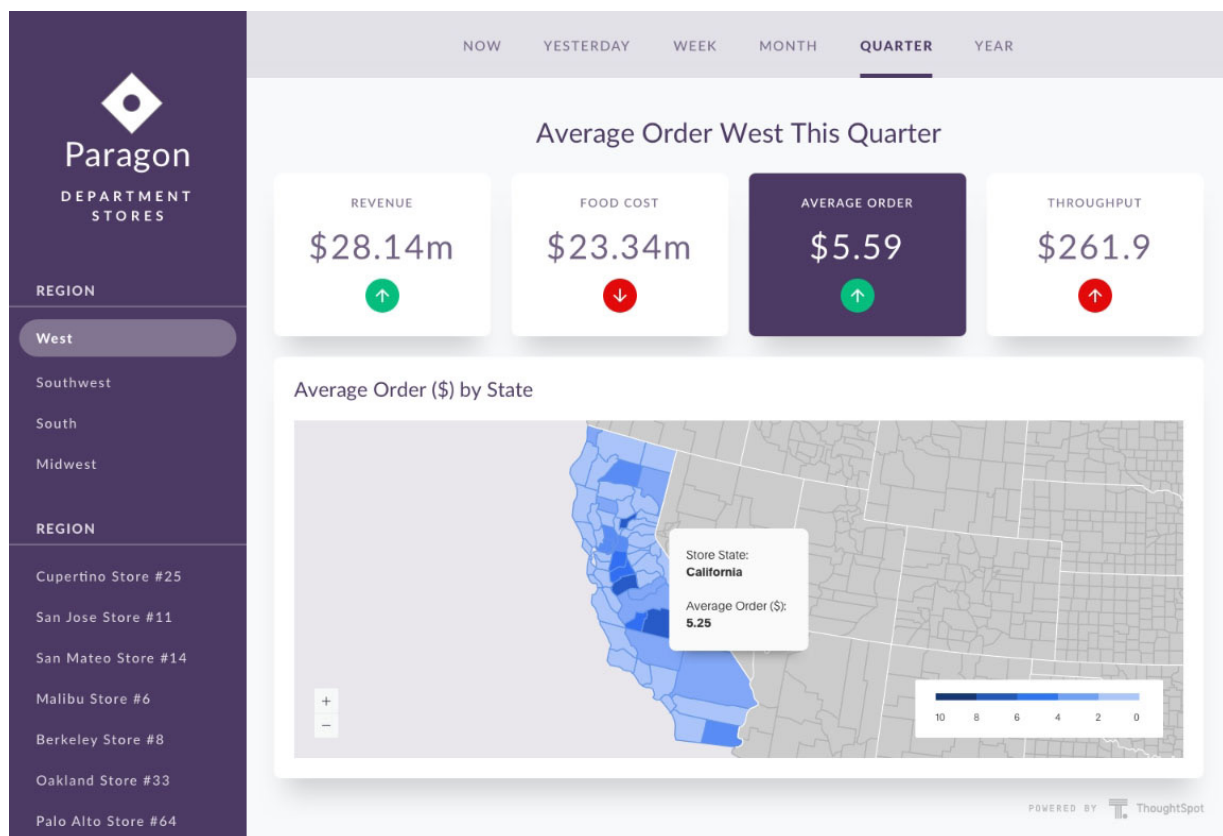 Paragon
DEPARTMENT
STORES
REGION
West
Southwest
South
Midwest
REGION
Cupertino Store #25
San Jose Store #11
San Mateo Store #14
Malibu Store #6
Berkeley Store #8
Oakland Store #33
Palo Alto Store #64
NOW YESTERDAY WEEK MONTH QUARTER YEAR
Average Order West This Quarter
REVENUE
$28.14m
FOOD COST
$23.34m
AVERAGE ORDER
$5.59
THROUGHPUT
$261.9
Average Order ($) by State
Store State:
California
Average Order ($):
5.25
+
−
10 8 6 4 2 0
POWERED BY ThoughtSpot